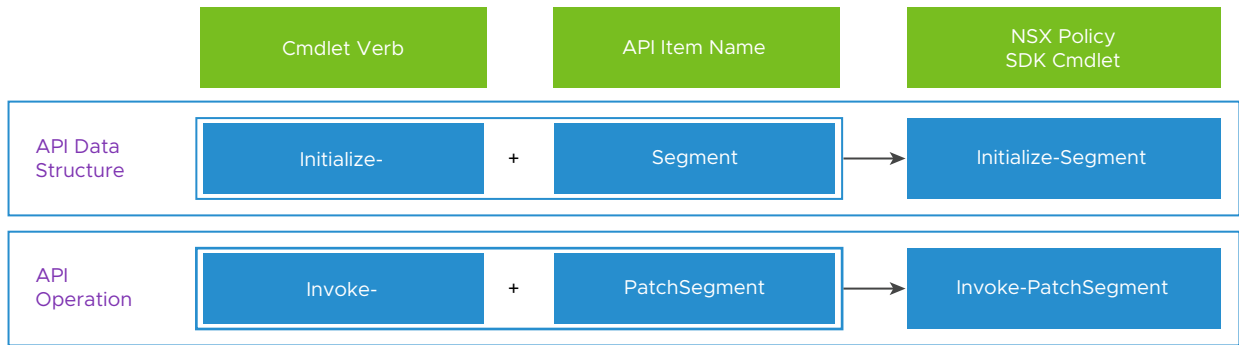 Cmdlet Verb
API Item Name
NSX Policy
SDK Cmdlet
API Data
Structure
Initialize-
+
Segment
Initialize-Segment
API
Operation
Invoke-
+
PatchSegment
Invoke-PatchSegment